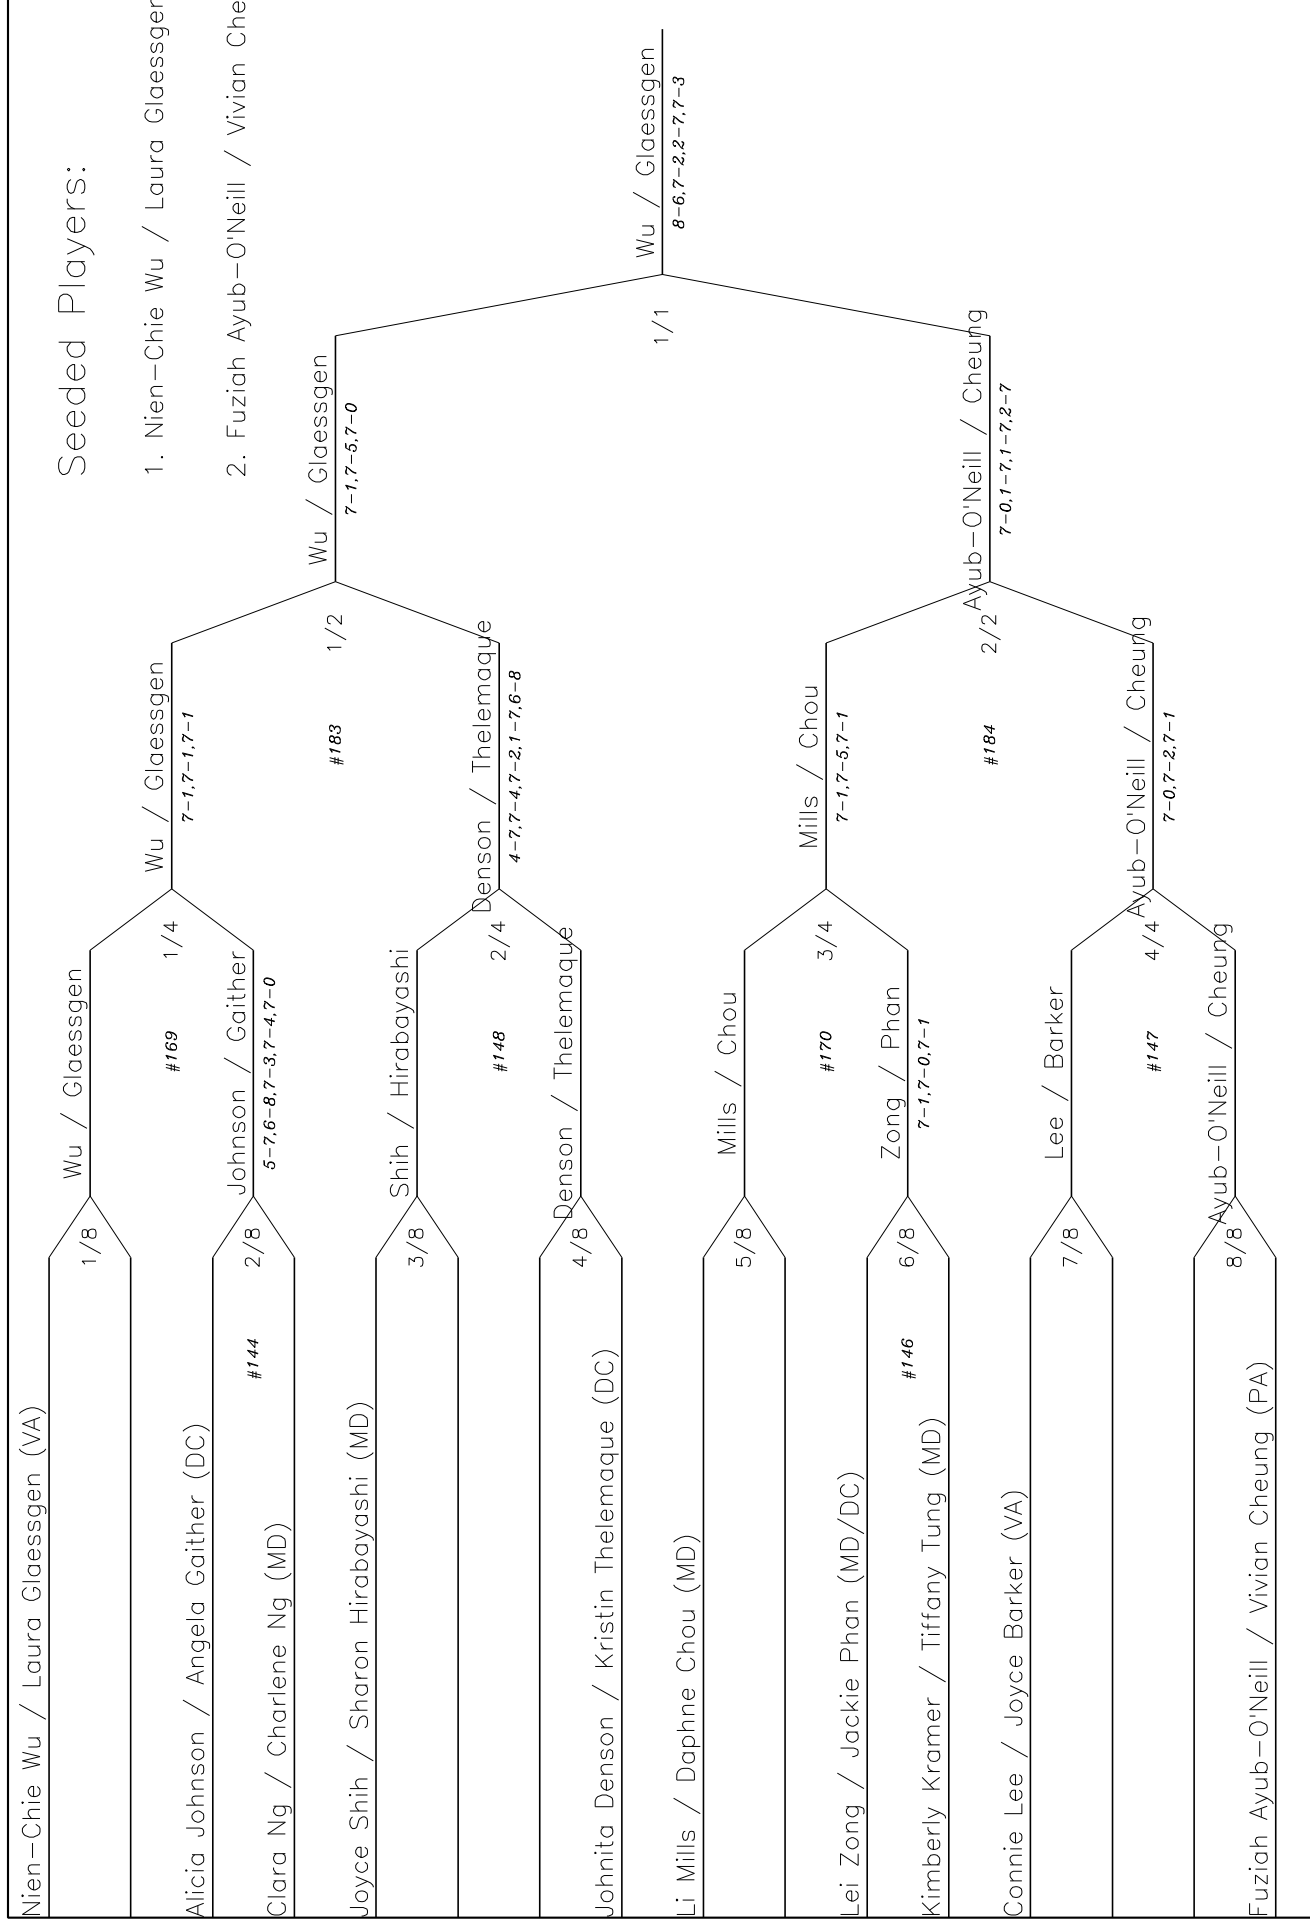 Seeded Players:
1. Nien-Chie Wu / Laura Glaessgen
2. Fuziah Ayub-O'Neill / Vivian Che
Nien-Chie Wu / Laura Glaessgen (VA)
Alicia Johnson / Angela Gaither (DC)
Clara Ng / Charlene Ng (MD)
Joyce Shih / Sharon Hirabayashi (MD)
Johnita Denson / Kristin Thelemaque (DC)
Li Mills / Daphne Chou (MD)
Lei Zong / Jackie Phan (MD/DC)
Kimberly Kramer / Tiffany Tung (MD)
Connie Lee / Joyce Barker (VA)
Fuziah Ayub-O'Neill / Vivian Cheung (PA)
#144
#146
1/8
2/8
3/8
4/8
5/8
6/8
7/8
8/8
Wu / Glaessgen
Johnson / Gaither
5-7,6-8,7-3,7-4,7-0
Shih / Hirabayashi
Denson / Thelemaque
Mills / Chou
Zong / Phan
7-1,7-0,7-1
Lee / Barker
Ayub-O'Neill / Cheung
#169
#148
#170
#147
1/4
2/4
3/4
4/4
Wu / Glaessgen
7-1,7-1,7-1
Denson / Thelemaque
4-7,7-4,7-2,1-7,6-8
Mills / Chou
7-1,7-5,7-1
Ayub-O'Neill / Cheung
7-0,7-2,7-1
#183
#184
1/2
2/2
Wu / Glaessgen
7-1,7-5,7-0
Ayub-O'Neill / Cheung
7-0,1-7,1-7,2-7
1/1
Wu / Glaessgen
8-6,7-2,2-7,7-3